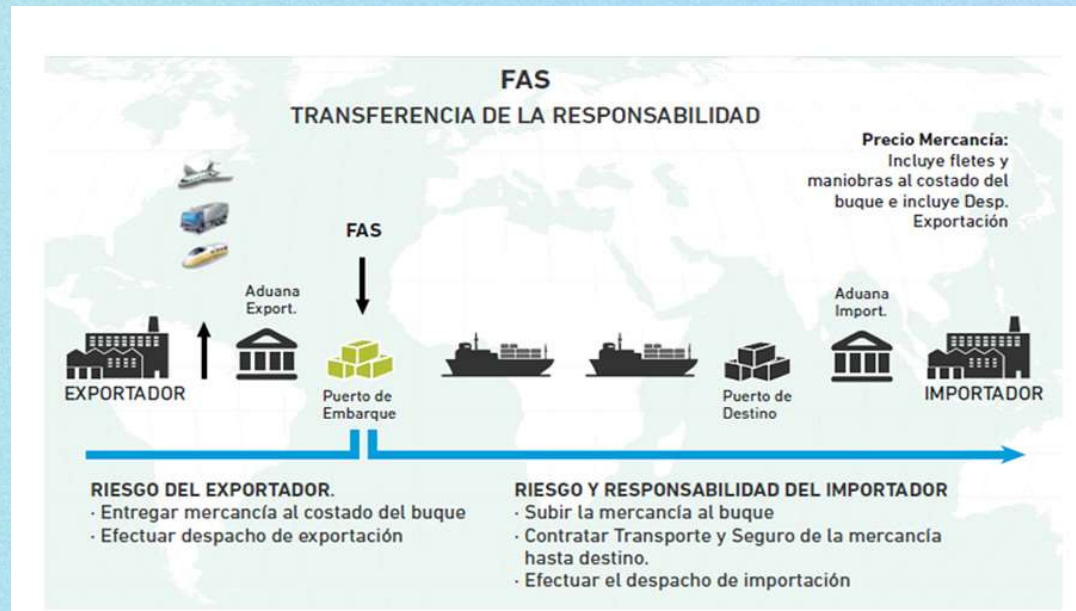 FAS
TRANSFERENCIA DE LA RESPONSABILIDAD
Precio Mercancía:
Incluye fletes y
maniobras al costado del
buque e incluye Desp.
Exportación
FAS
Aduana
Export.
Aduana
Import.
EXPORTADOR
Puerto de
Embarque
Puerto de
Destino
IMPORTADOR
RIESGO DEL EXPORTADOR.
· Entregar mercancía al costado del buque
· Efectuar despacho de exportación
RIESGO Y RESPONSABILIDAD DEL IMPORTADOR
· Subir la mercancía al buque
· Contratar Transporte y Seguro de la mercancía
hasta destino.
· Efectuar el despacho de importación